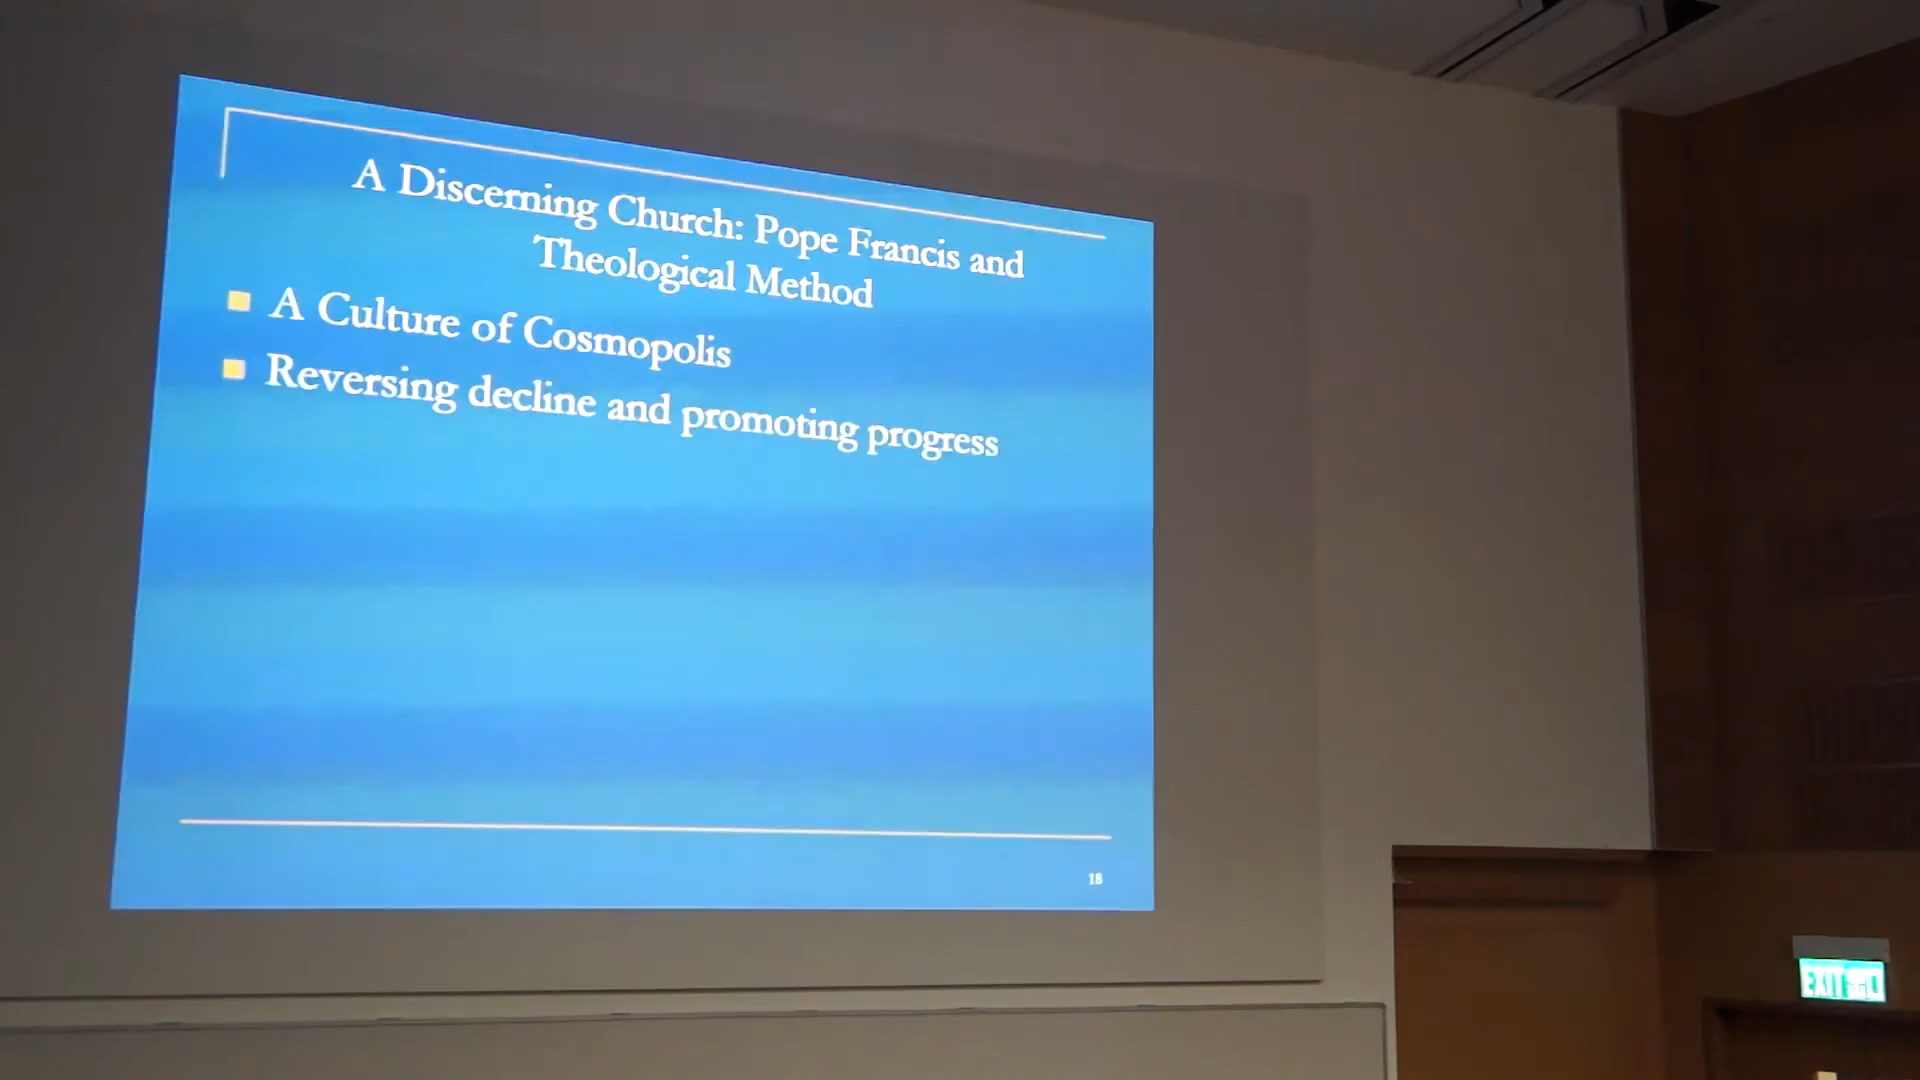 A Discerning Church: Pope Francis and
Theological Method
A Culture of Cosmopolis
Reversing decline and promoting progress
18
EXIT